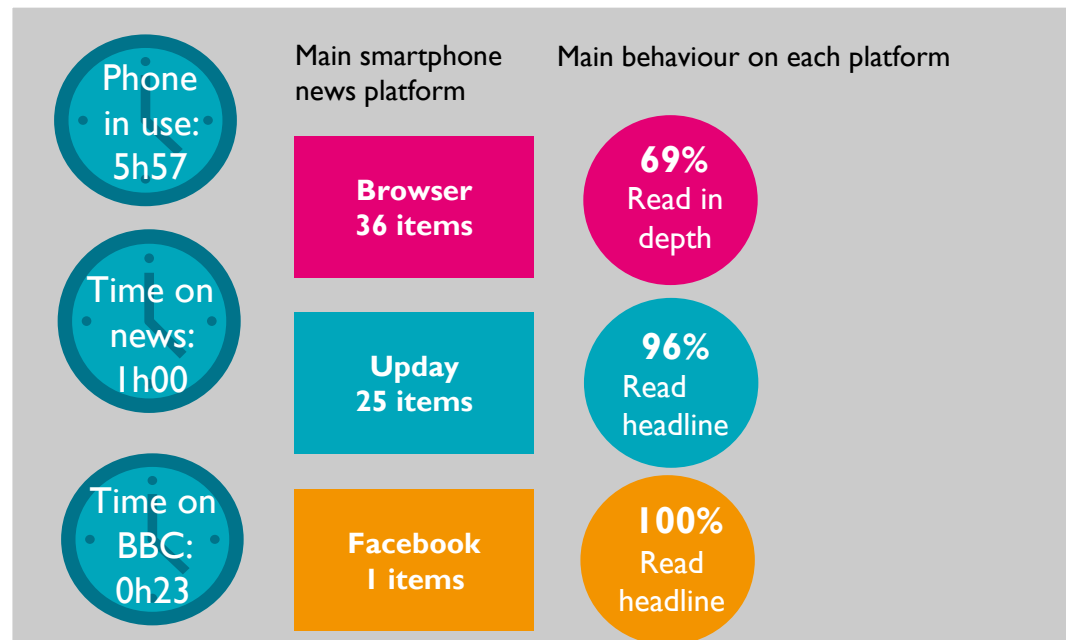 Phone
in use:
5h57
Time on
news:
1h00
Time on
BBC:
0h23
Main smartphone
news platform
Browser
36 items
Upday
25 items
Facebook
1 items
Main behaviour on each platform
69%
Read in
depth
96%
Read
headline
100%
Read
headline